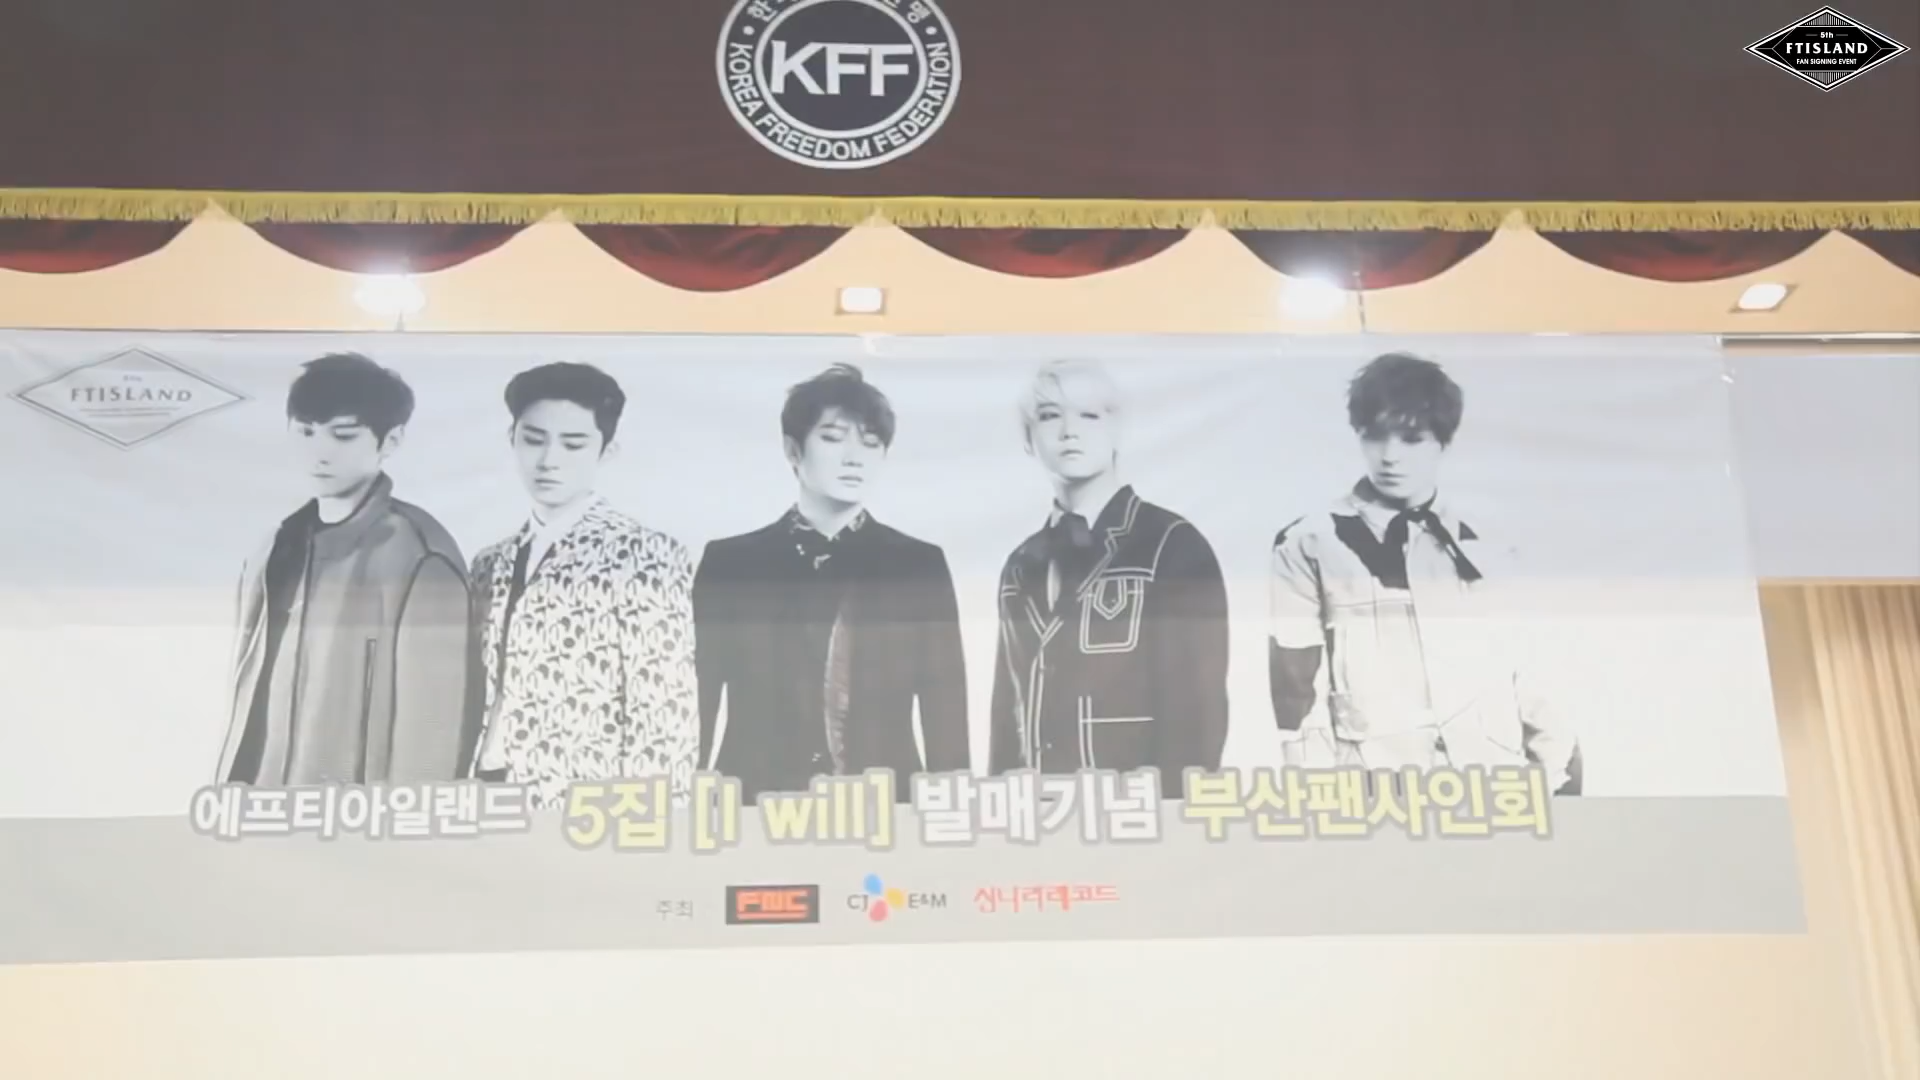 KFF
KOREA FREEDOM FEDERATION
5th
FTISLAND
FAN SIGNING EVENT
FTISLAND
에프티아일랜드 5집 [I will] 발매기념 부산팬사인회
주최
FNC
CJ E&M
신나라레코드